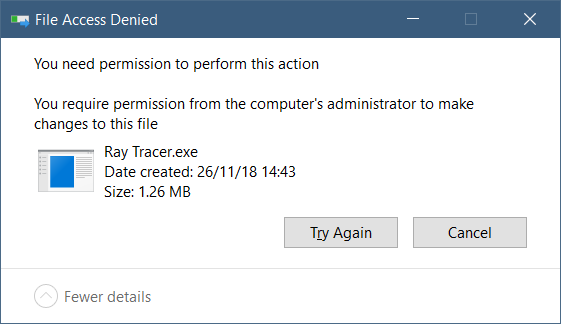 File Access Denied
You need permission to perform this action
You require permission from the computer's administrator to make
changes to this file
Ray Tracer.exe
Date created: 26/11/18 14:43
Size: 1.26 MB
Try Again
Cancel
Fewer details